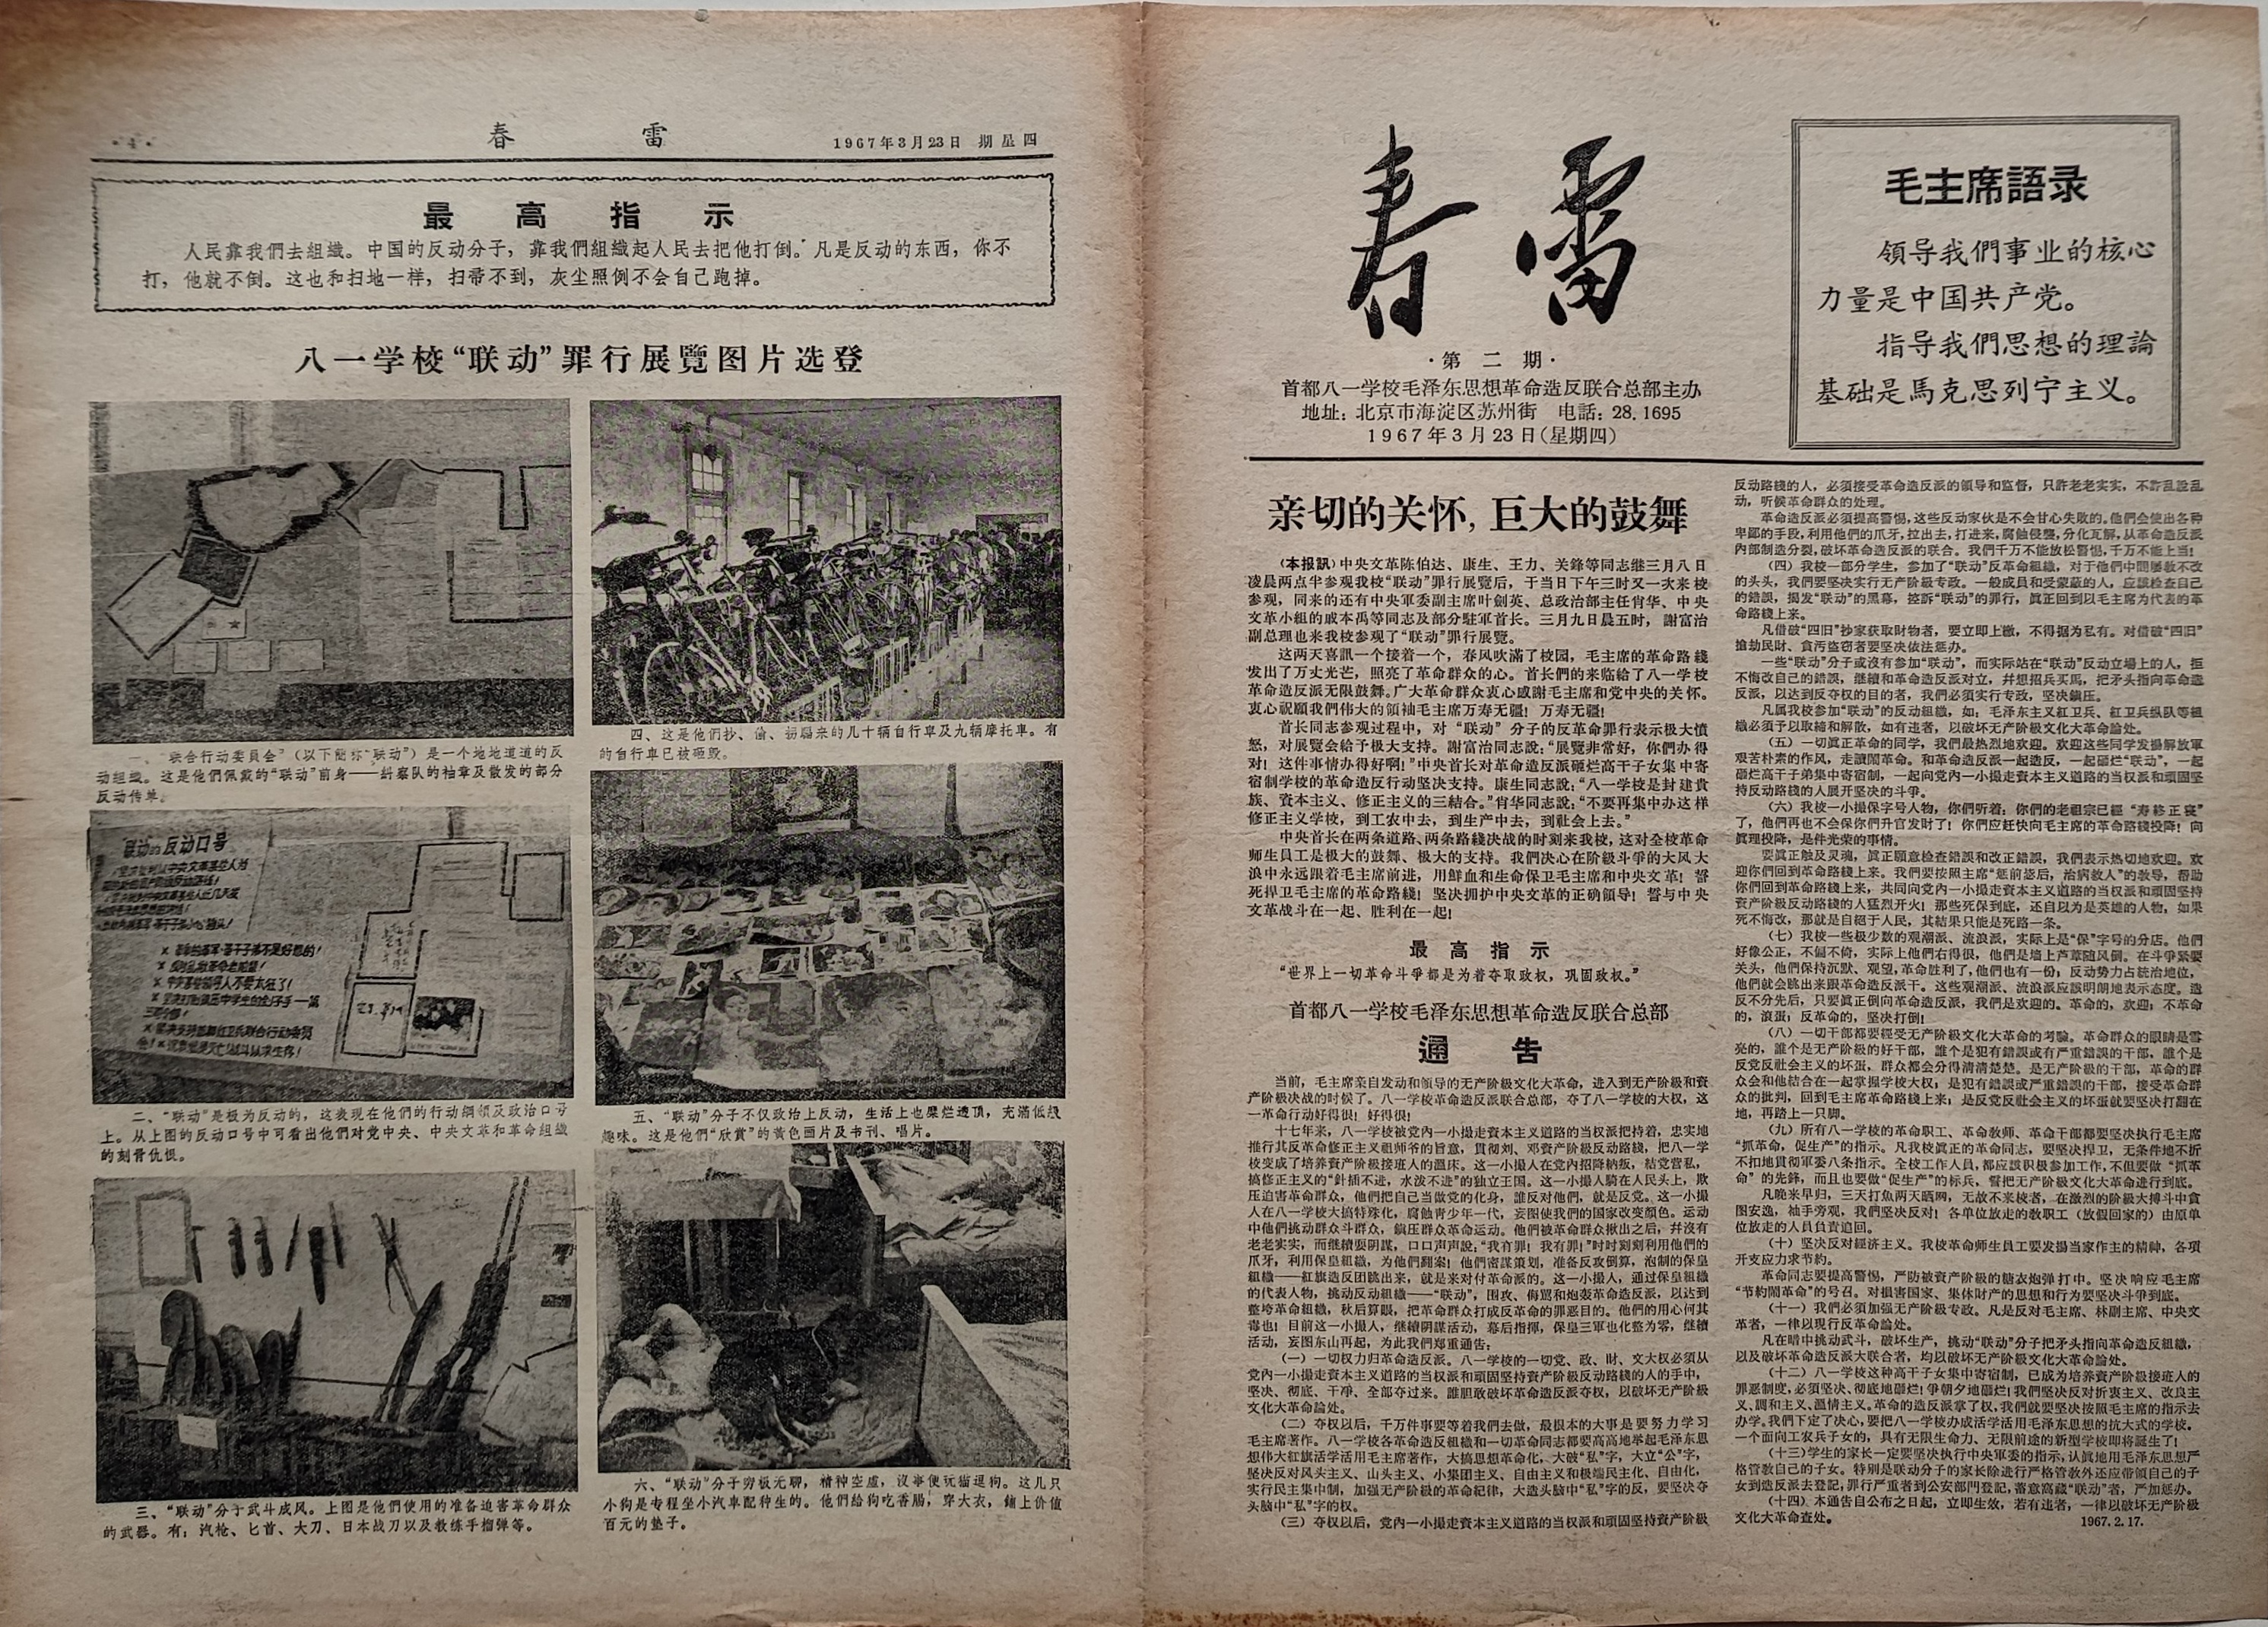 ·4·
春 雷
1967年3月23日 期星四
最 高 指 示
人民靠我們去組織。中国的反动分子，靠我們組織起人民去把他打倒。凡是反动的东西，你不
打，他就不倒。这也和扫地一样，扫帚不到，灰尘照例不会自己跑掉。
八一学校“联动”罪行展覽图片选登
一、“联合行动委員会”（以下簡称“联动”）是一个地地道道的反
动組織。这是他們佩戴的“联动”前身——糾察队的袖章及散发的部分
反动传单。
联动的反动口号
二、“联动”是极为反动的，这表現在他們的行动綱領及政治口号
上。从上图的反动口号中可看出他們对党中央、中央文革和革命組織
的刻骨仇恨。
三、“联动”分子武斗成风。上图是他們使用的准备迫害革命群众
的武器。有：汽枪、匕首、大刀、日本战刀以及教练手榴弹等。
四、这是他們抄、偷、抢騙来的几十辆自行車及九辆摩托車。有
的自行車已被砸毁。
五、“联动”分子不仅政治上反动，生活上也糜烂透頂，充滿低級
趣味。这是他們“欣賞”的黃色画片及书刊、唱片。
六、“联动”分子穷极无聊，精神空虛，沒事便玩猫逗狗。这几只
小狗是专程坐小汽車配种生的。他們給狗吃香腸，穿大衣，鋪上价值
百元的墊子。
春 雷
·第 二 期·
首都八一学校毛泽东思想革命造反联合总部主办
地址：北京市海淀区苏州街 电話：28.1695
1967年3月23日(星期四)
毛主席語录
領导我們事业的核心
力量是中国共产党。
指导我們思想的理論
基础是馬克思列宁主义。
亲切的关怀，巨大的鼓舞
（本报訊）中央文革陈伯达、康生、王力、关鋒等同志继三月八日
凌晨两点半参观我校“联动”罪行展覽后，于当日下午三时又一次来校
参观，同来的还有中央軍委副主席叶劍英、总政治部主任肖华、中央
文革小組的戚本禹等同志及部分駐軍首长。三月九日晨五时，謝富治
副总理也来我校参观了“联动”罪行展覽。
这两天喜訊一个接着一个，春风吹滿了校园，毛主席的革命路綫
发出了万丈光芒，照亮了革命群众的心。首长們的来临給了八一学校
革命造反派无限鼓舞。广大革命群众衷心感謝毛主席和党中央的关怀。
衷心祝願我們伟大的領袖毛主席万寿无疆！万寿无疆！
首长同志参观过程中，对“联动”分子的反革命罪行表示极大憤
怒，对展覽会給予极大支持。謝富治同志說：“展覽非常好，你們办得
对！这件事情办得好啊！”中央首长对革命造反派砸烂高干子女集中寄
宿制学校的革命造反行动坚决支持。康生同志說：“八一学校是封建貴
族、資本主义、修正主义的三結合。”肖华同志說：“不要再集中办这样
修正主义学校，到工农中去，到生产中去，到社会上去。”
中央首长在两条道路、两条路綫决战的时刻来我校，这对全校革命
师生員工是极大的鼓舞、极大的支持。我們决心在阶級斗爭的大风大
浪中永远跟着毛主席前进，用鮮血和生命保卫毛主席和中央文革！誓
死捍卫毛主席的革命路綫！坚决拥护中央文革的正确領导！誓与中央
文革战斗在一起、胜利在一起！
最 高 指 示
“世界上一切革命斗爭都是为着夺取政权，巩固政权。”
首都八一学校毛泽东思想革命造反联合总部
通 告
当前，毛主席亲自发动和領导的无产阶級文化大革命，进入到无产阶級和資
产阶級决战的时候了。八一学校革命造反联合总部，夺了八一学校的大权，这
一革命行动好得很！好得很！
十七年来，八一学校被党內一小撮走資本主义道路的当权派把持着，忠实地
推行其反革命修正主义祖师爷的旨意，貫彻刘、邓資产阶級反动路綫，把八一学
校变成了培养資产阶級接班人的溫床。这一小撮人在党內招降納叛，結党营私，
搞修正主义的“針插不进，水泼不进”的独立王国。这一小撮人騎在人民头上，欺
压迫害革命群众，他們把自己当做党的化身，誰反对他們，就是反党。这一小撮
人在八一学校大搞特殊化，腐蝕青少年一代，妄图使我們的国家改变顏色。运动
中他們挑动群众斗群众，鎭压群众革命运动。他們被革命群众揪出之后，幷沒有
老老实实，而继續耍阴謀，口口声声說：“我有罪！我有罪！”时时刻刻利用他們的
爪牙，利用保皇組織，为他們翻案！他們密謀策划，准备反攻倒算，泡制的保皇
組織——紅旗造反团跳出来，就是来对付革命派的。这一小撮人，通过保皇組織
的代表人物，挑动反动組織——“联动”，围攻、侮駡和炮轰革命造反派，以达到
整垮革命組織，秋后算賬，把革命群众打成反革命的罪恶目的。他們的用心何其
毒也！目前这一小撮人，继續阴謀活动，幕后指揮，保皇三軍也化整为零，继續
活动，妄图东山再起，为此我們郑重通告：
（一）一切权力归革命造反派。八一学校的一切党、政、財、文大权必須从
党內一小撮走資本主义道路的当权派和頑固坚持資产阶級反动路綫的人的手中，
坚决、彻底、干净、全部夺过来。誰胆敢破坏革命造反派夺权，以破坏无产阶級
文化大革命論处。
（二）夺权以后，千万件事要等着我們去做，最根本的大事是要努力学习
毛主席著作。八一学校各革命造反組織和一切革命同志都要高高地举起毛泽东思
想伟大紅旗活学活用毛主席著作，大搞思想革命化，大破“私”字，大立“公”字，
坚决反对风头主义、山头主义、小集团主义、自由主义和极端民主化、自由化，
实行民主集中制，加强无产阶級的革命紀律，大造头脑中“私”字的反，要坚决夺
头脑中“私”字的权。
（三）夺权以后，党內一小撮走資本主义道路的当权派和頑固坚持資产阶級
反动路綫的人，必須接受革命造反派的領导和监督，只許老老实实，不許乱說乱
动，听候革命群众的处理。
革命造反派必須提高警惕，这些反动家伙是不会甘心失敗的。他們会使出各种
卑鄙的手段，利用他們的爪牙，拉出去，打进来，腐蝕侵襲，分化瓦解，从革命造反派
內部制造分裂，破坏革命造反派的联合。我們千万不能放松警惕，千万不能上当！
（四）我校一部分学生，参加了“联动”反革命組織，对于他們中間屡教不改
的头头，我們要坚决实行无产阶級专政。一般成員和受蒙蔽的人，应該检查自己
的錯誤，揭发“联动”的黑幕，控訴“联动”的罪行，眞正回到以毛主席为代表的革
命路綫上来。
凡借破“四旧”抄家获取財物者，要立即上繳，不得据为私有。对借破“四旧”
搶劫民財、貪汚盜窃者要坚决依法惩办。
一些“联动”分子或沒有参加“联动”，而实际站在“联动”反动立場上的人，拒
不悔改自己的錯誤，继續和革命造反派对立，幷想招兵买馬，把矛头指向革命造
反派，以达到反夺权的目的者，我們必須实行专政，坚决鎭压。
凡属我校参加“联动”的反动組織，如：毛泽东主义紅卫兵、紅卫兵纵队等組
織必須予以取締和解散，如有违者，以破坏无产阶級文化大革命論处。
（五）一切眞正革命的同学，我們最热烈地欢迎。欢迎这些同学发揚解放軍
艰苦朴素的作风，走讀鬧革命。和革命造反派一起造反，一起砸烂“联动”，一起
砸烂高干子弟集中寄宿制，一起向党內一小撮走資本主义道路的当权派和頑固坚
持反动路綫的人展开坚决的斗爭。
（六）我校一小撮保字号人物，你們听着：你們的老祖宗已經“寿終正寢”
了，他們再也不会保你們升官发財了！你們应赶快向毛主席的革命路綫投降！向
眞理投降，是件光荣的事情。
要眞正触及灵魂，眞正願意检查錯誤和改正錯誤，我們表示热切地欢迎。欢
迎你們回到革命路綫上来。我們要按照主席“惩前毖后，治病救人”的教导，帮助
你們回到革命路綫上来，共同向党內一小撮走資本主义道路的当权派和頑固坚持
資产阶級反动路綫的人猛烈开火！那些死保到底，还自以为是英雄的人物，如果
死不悔改，那就是自絕于人民，其結果只能是死路一条。
（七）我校一些极少数的观潮派、流浪派，实际上是“保”字号的分店。他們
好像公正，不偏不倚，实际上他們右得很，他們是墙上芦葦随风倒。在斗爭紧要
关头，他們保持沉默、观望，革命胜利了，他們也有一份；反动势力占統治地位，
他們就会跳出来跟革命造反派干。这些观潮派、流浪派应該明朗地表示态度。造
反不分先后，只要眞正倒向革命造反派，我們是欢迎的。革命的，欢迎；不革命
的，滾蛋；反革命的，坚决打倒！
（八）一切干部都要經受无产阶級文化大革命的考驗。革命群众的眼睛是雪
亮的，誰个是无产阶級的好干部，誰个是犯有錯誤或有严重錯誤的干部，誰个是
反党反社会主义的坏蛋，群众都会分得清清楚楚。是无产阶級的干部，革命的群
众会和他結合在一起掌握学校大权；是犯有錯誤或严重錯誤的干部，接受革命群
众的批判，回到毛主席革命路綫上来；是反党反社会主义的坏蛋就要坚决打翻在
地，再踏上一只脚。
（九）所有八一学校的革命职工、革命教师、革命干部都要坚决执行毛主席
“抓革命，促生产”的指示。凡我校眞正的革命同志，要坚决捍卫，无条件地不折
不扣地貫彻軍委八条指示。全校工作人員，都应該积极参加工作，不但要做“抓革
命”的先鋒，而且也要做“促生产”的标兵，誓把无产阶級文化大革命进行到底。
凡晚来早归，三天打魚两天晒网，无故不来校者，在激烈的阶級大搏斗中貪
图安逸，袖手旁观，我們坚决反对！各单位放走的教职工（放假回家的）由原单
位放走的人員負責追回。
（十）坚决反对經济主义。我校革命师生員工要发揚当家作主的精神，各項
开支应力求节約。
革命同志要提高警惕，严防被資产阶級的糖衣炮弹打中。坚决响应毛主席
“节約鬧革命”的号召。对損害国家、集体財产的思想和行为要坚决斗爭到底。
（十一）我們必須加强无产阶級专政。凡是反对毛主席、林副主席、中央文
革者，一律以現行反革命論处。
凡在暗中挑动武斗，破坏生产，挑动“联动”分子把矛头指向革命造反組織，
以及破坏革命造反派大联合者，均以破坏无产阶級文化大革命論处。
（十二）八一学校这种高干子女集中寄宿制，已成为培养資产阶級接班人的
罪恶制度，必須坚决、彻底地砸烂！爭朝夕地砸烂！我們坚决反对折衷主义、改良主
义、調和主义、溫情主义。革命的造反派掌了权，我們就要坚决按照毛主席的指示去
办学。我們下定了决心，要把八一学校办成活学活用毛泽东思想的抗大式的学校。
一个面向工农兵子女的，具有无限生命力、无限前途的新型学校即将誕生了！
（十三）学生的家长一定要坚决执行中央軍委的指示，认眞地用毛泽东思想严
格管教自己的子女。特別是联动分子的家长除进行严格管教外还应带領自己的子
女到造反派去登記，罪行严重者到公安部門登記，蓄意窩藏“联动”者，严加惩办。
（十四）本通告自公布之日起，立即生效，若有违者，一律以破坏无产阶級
文化大革命查处。
1967.2.17.